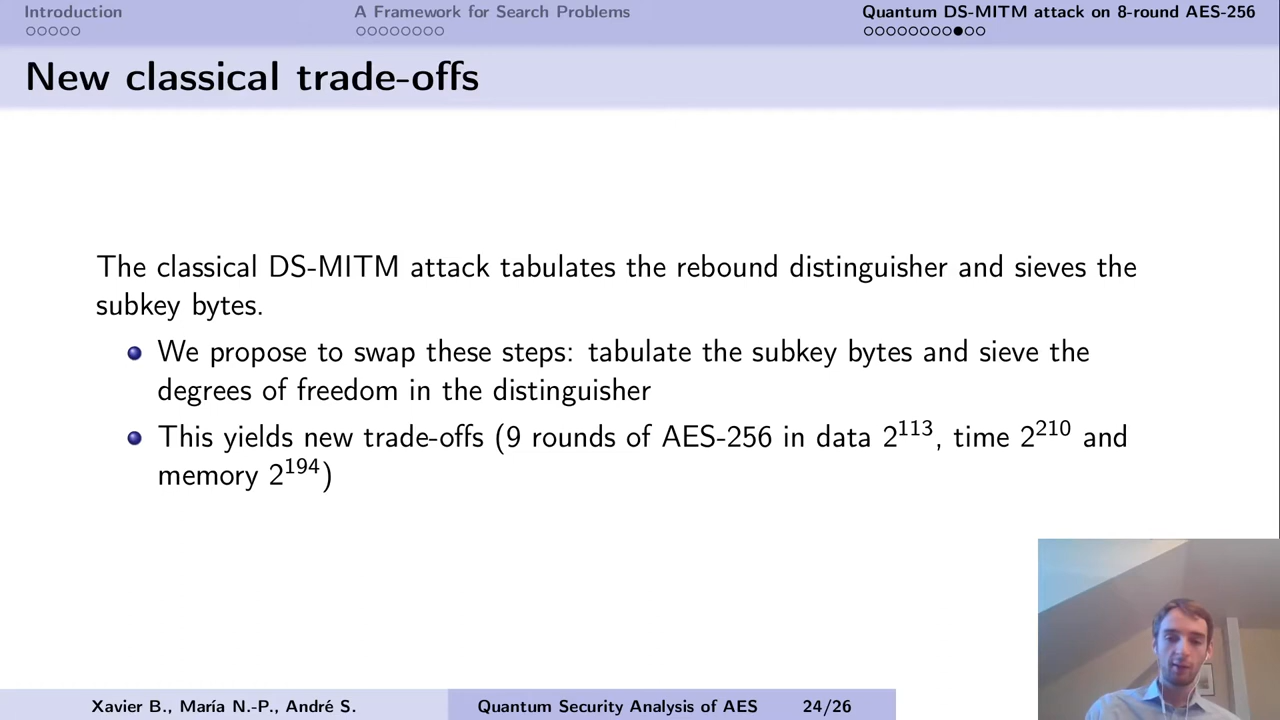 Introduction
A Framework for Search Problems
Quantum DS-MITM attack on 8-round AES-256
New classical trade-offs
The classical DS-MITM attack tabulates the rebound distinguisher and sieves the
subkey bytes.
We propose to swap these steps: tabulate the subkey bytes and sieve the
degrees of freedom in the distinguisher
This yields new trade-offs (9 rounds of AES-256 in data 2^113, time 2^210 and
memory 2^194)
Xavier B., María N.-P., André S.
Quantum Security Analysis of AES
24/26